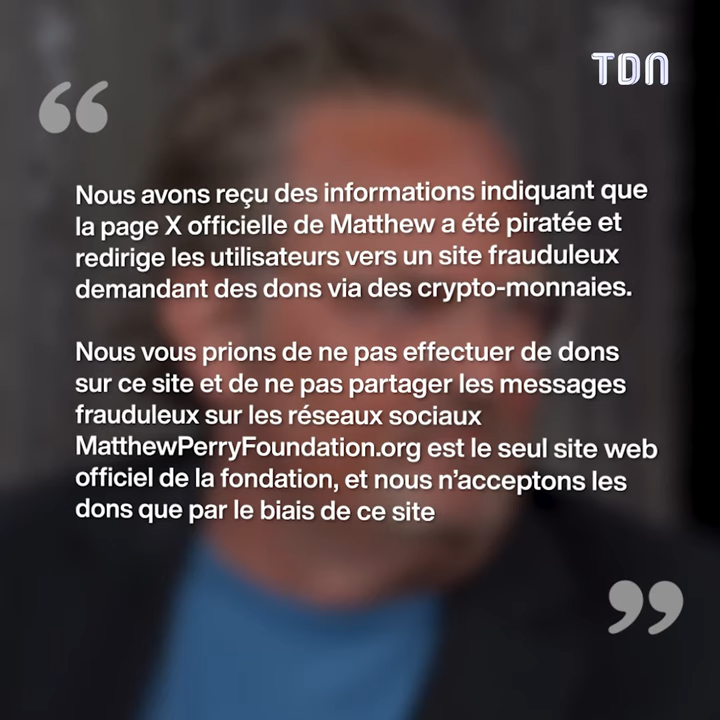 TDN
“
Nous avons reçu des informations indiquant que
la page X officielle de Matthew a été piratée et
redirige les utilisateurs vers un site frauduleux
demandant des dons via des crypto-monnaies.
Nous vous prions de ne pas effectuer de dons
sur ce site et de ne pas partager les messages
frauduleux sur les réseaux sociaux
MatthewPerryFoundation.org est le seul site web
officiel de la fondation, et nous n’acceptons les
dons que par le biais de ce site
”